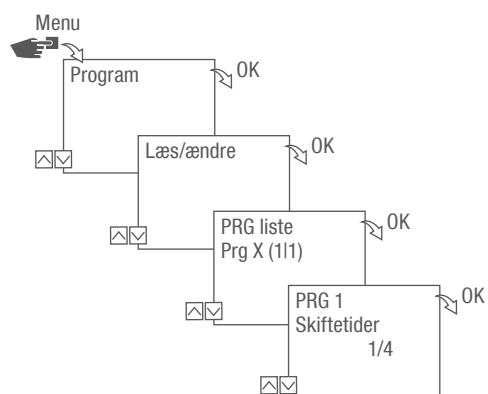 Menu
Program
OK
Læs/ændre
OK
PRG liste
Prg X (1|1)
OK
PRG 1
Skiftetider
1/4
OK